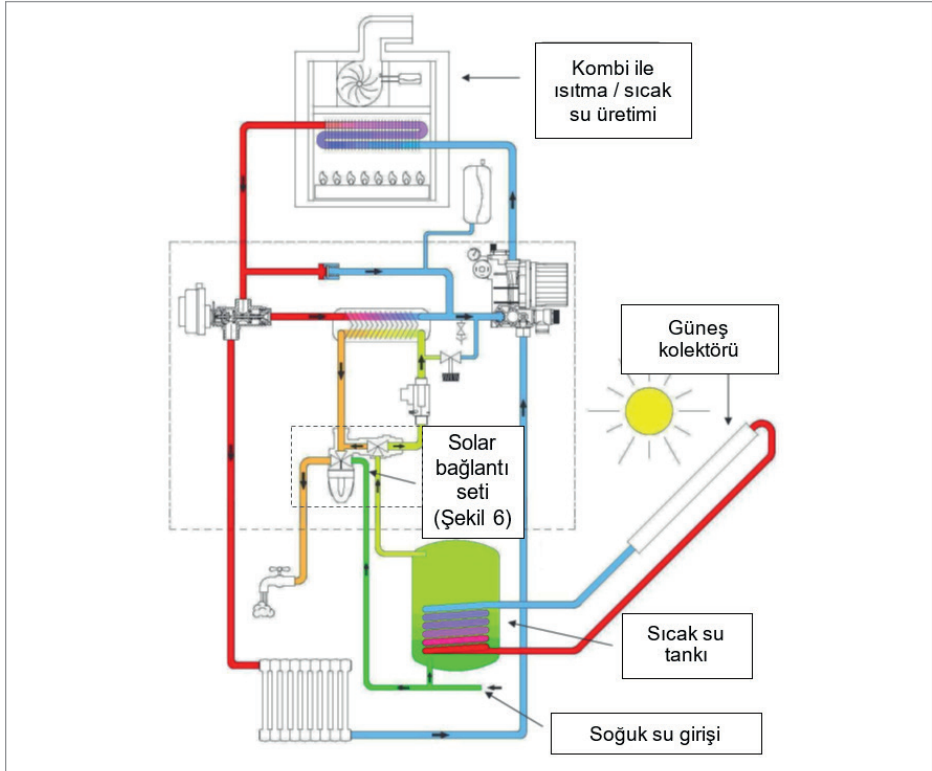 Kombi ile
ısıtma / sıcak
su üretimi
Güneş
kolektörü
Solar
bağlantı
seti
(Şekil 6)
Sıcak su
tankı
Soğuk su girişi